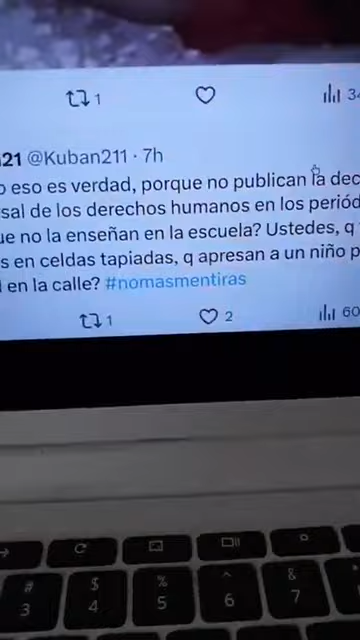 1 34
21 @Kuban211 · 7h
o eso es verdad, porque no publican la dec
sal de los derechos humanos en los periód
ue no la enseñan en la escuela? Ustedes, q
s en celdas tapiadas, q apresan a un niño p
en la calle? #nomasmentiras
1 2 60
# $ % ^ &
3 4 5 6 7